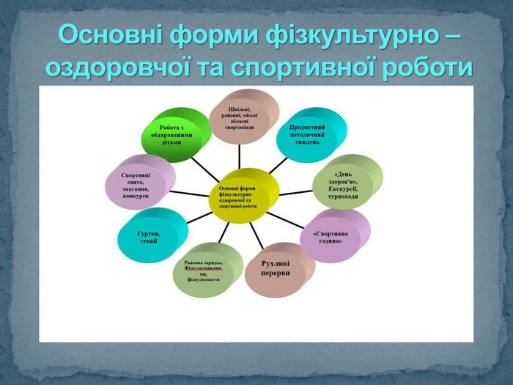 Основні форми фізкультурно –
оздоровчої та спортивної роботи
Шкільні,
районні, міські
обласні
спартакіади
Предметний
методичний
тиждень
«День
здоров'я»,
Екскурсії,
турпоходи
«Спортивна
година»
Рухливі
перерви
Ранкова зарядка,
фізкультпаузи
Гуртки,
секції
Спортивні
свята,
змагання,
конкурси
Робота з
обдарованими
дітьми
Основні форми
фізкультурно-
оздоровчої та
спортивної роботи